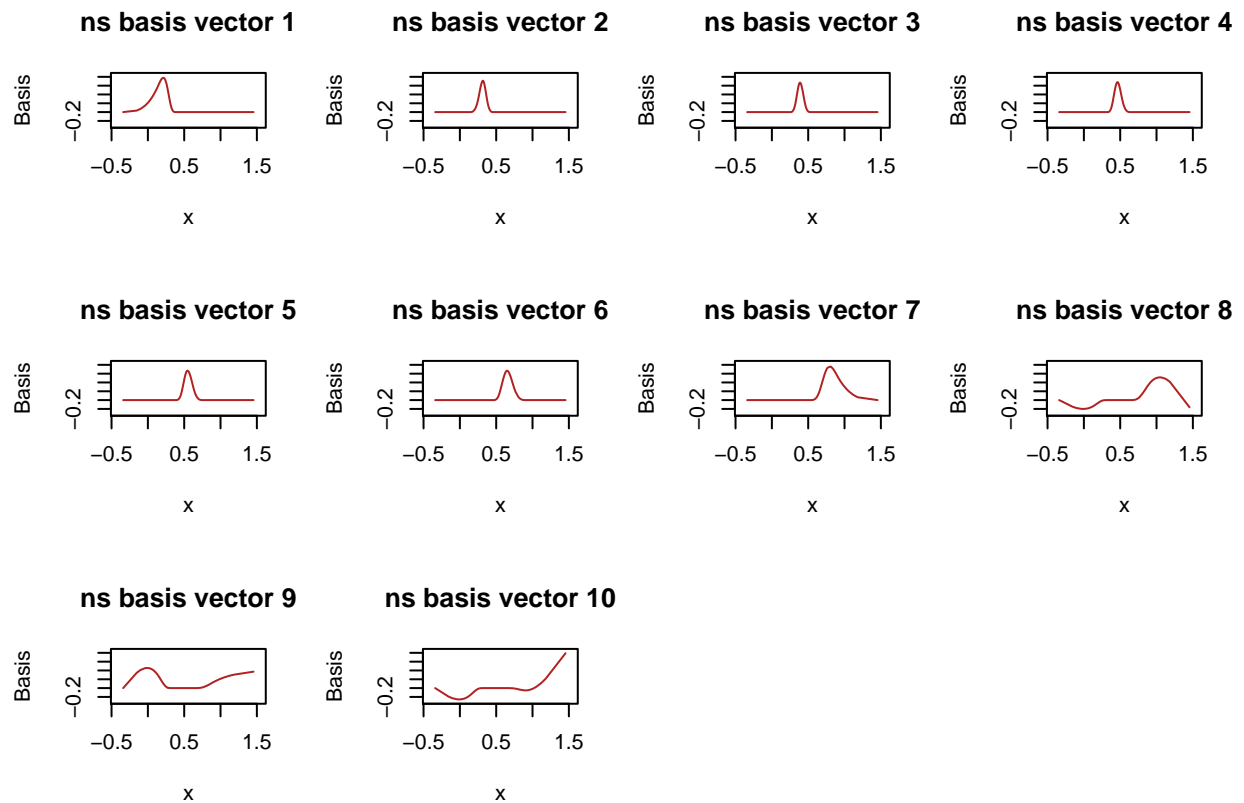 ns basis vector 1
Basis
−0.2
−0.5 0.5 1.5
x
ns basis vector 2
Basis
−0.2
−0.5 0.5 1.5
x
ns basis vector 3
Basis
−0.2
−0.5 0.5 1.5
x
ns basis vector 4
Basis
−0.2
−0.5 0.5 1.5
x
ns basis vector 5
Basis
−0.2
−0.5 0.5 1.5
x
ns basis vector 6
Basis
−0.2
−0.5 0.5 1.5
x
ns basis vector 7
Basis
−0.2
−0.5 0.5 1.5
x
ns basis vector 8
Basis
−0.2
−0.5 0.5 1.5
x
ns basis vector 9
Basis
−0.2
−0.5 0.5 1.5
x
ns basis vector 10
Basis
−0.2
−0.5 0.5 1.5
x